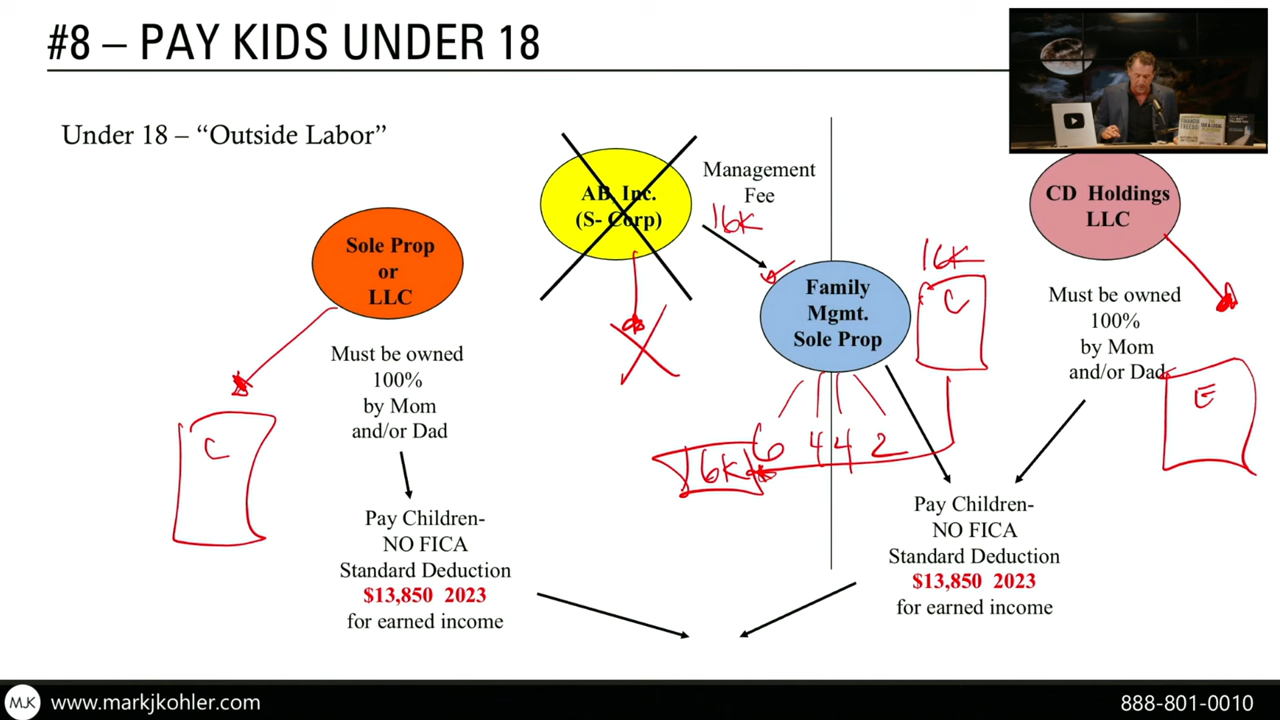 #8 – PAY KIDS UNDER 18
Under 18 – “Outside Labor”
Sole Prop
or
LLC
Must be owned
100%
by Mom
and/or Dad
Pay Children-
NO FICA
Standard Deduction
$13,850 2023
for earned income
C
AB Inc.
(S- Corp)
Management
Fee
16K
Family
Mgmt.
Sole Prop
16K
C
6 4 4 2
16K
CD Holdings
LLC
Must be owned
100%
by Mom
and/or Dad
E
Pay Children-
NO FICA
Standard Deduction
$13,850 2023
for earned income
MJK www.markjkohler.com
888-801-0010